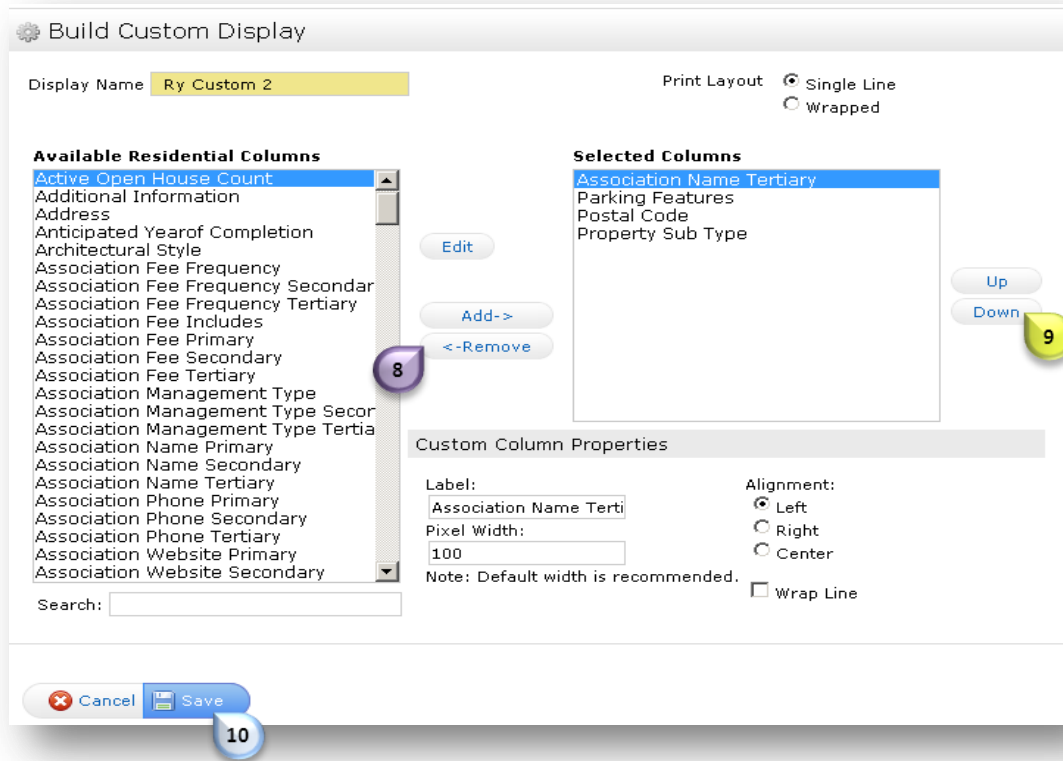 Build Custom Display
Display Name Ry Custom 2
Print Layout Single Line
Wrapped
Available Residential Columns
Active Open House Count
Additional Information
Address
Anticipated Yearof Completion
Architectural Style
Association Fee Frequency
Association Fee Frequency Secondar
Association Fee Frequency Tertiary
Association Fee Includes
Association Fee Primary
Association Fee Secondary
Association Fee Tertiary
Association Management Type
Association Management Type Secor
Association Management Type Tertia
Association Name Primary
Association Name Secondary
Association Name Tertiary
Association Phone Primary
Association Phone Secondary
Association Phone Tertiary
Association Website Primary
Association Website Secondary
Search:
Edit
Add->
<-Remove
8
Selected Columns
Association Name Tertiary
Parking Features
Postal Code
Property Sub Type
Up
Down
9
Custom Column Properties
Label:
Association Name Terti
Pixel Width:
100
Note: Default width is recommended.
Alignment:
Left
Right
Center
Wrap Line
Cancel
Save
10